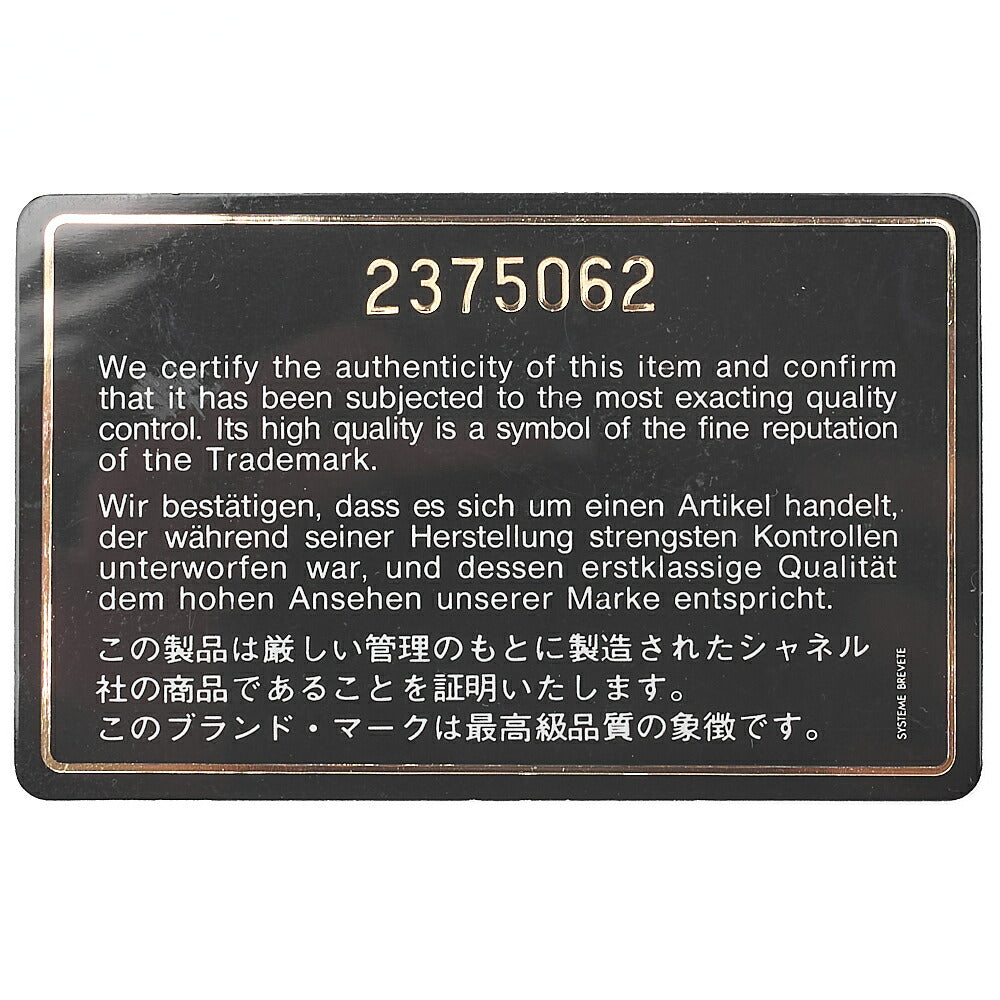 2375062
We certify the authenticity of this item and confirm
that it has been subjected to the most exacting quality
control. Its high quality is a symbol of the fine reputation
of the Trademark.
Wir bestätigen, dass es sich um einen Artikel handelt,
der während seiner Herstellung strengsten Kontrollen
unterworfen war, und dessen erstklassige Qualität
dem hohen Ansehen unserer Marke entspricht.
この製品は厳しい管理のもとに製造されたシャネル
社の商品であることを証明いたします。
このブランド・マークは最高級品質の象徴です。
SYSTEME BREVETE